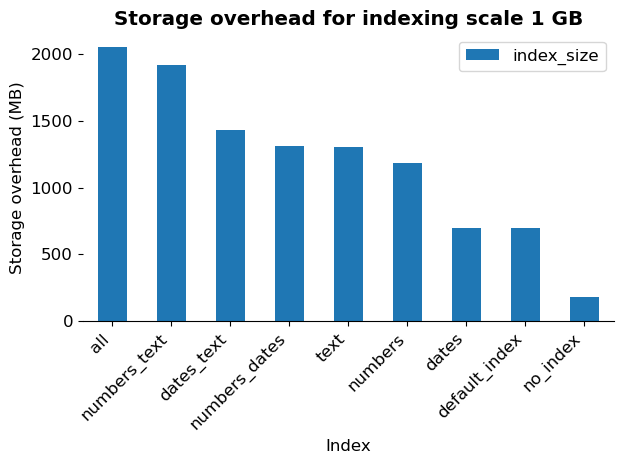 Storage overhead for indexing scale 1 GB
index_size
Storage overhead (MB)
2000
1500
1000
500
0
all
numbers_text
dates_text
numbers_dates
text
numbers
dates
default_index
no_index
Index